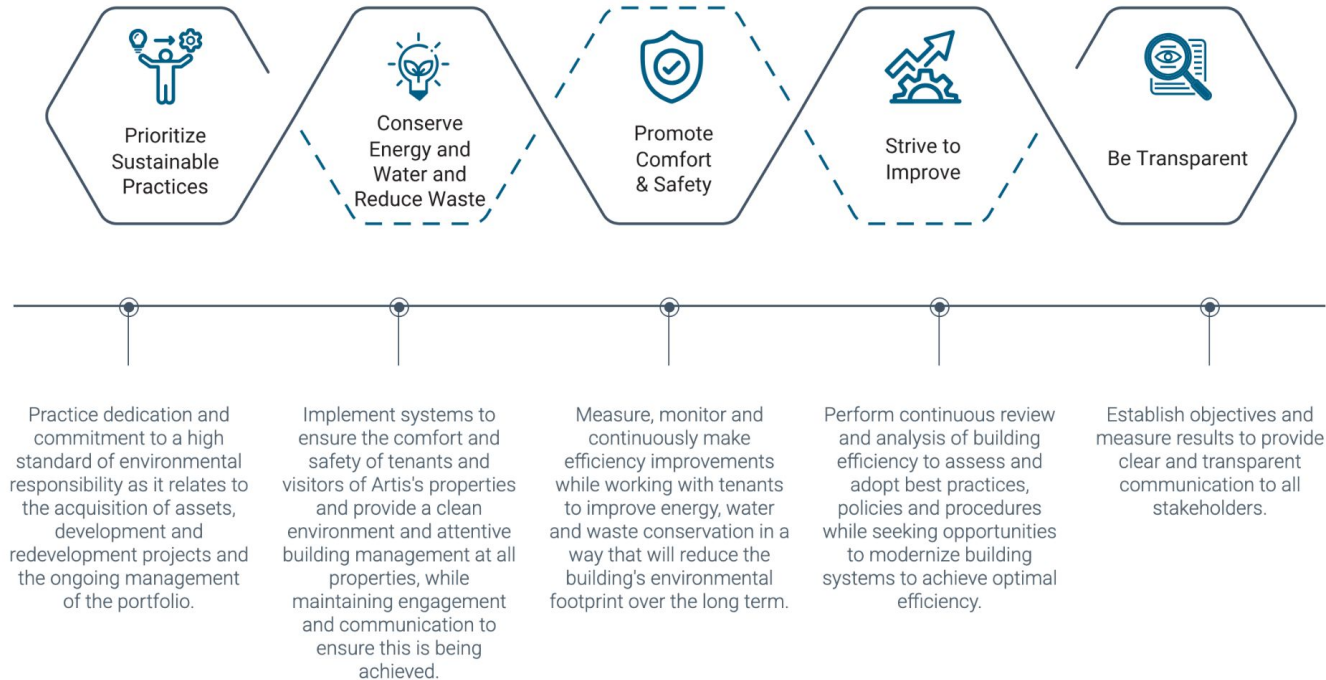 Prioritize
Sustainable
Practices
Conserve
Energy and
Water and
Reduce Waste
Promote
Comfort
& Safety
Strive to
Improve
Be Transparent
Practice dedication and
commitment to a high
standard of environmental
responsibility as it relates to
the acquisition of assets,
development and
redevelopment projects and
the ongoing management
of the portfolio.
Implement systems to
ensure the comfort and
safety of tenants and
visitors of Artis's properties
and provide a clean
environment and attentive
building management at all
properties, while
maintaining engagement
and communication to
ensure this is being
achieved.
Measure, monitor and
continuously make
efficiency improvements
while working with tenants
to improve energy, water
and waste conservation in a
way that will reduce the
building's environmental
footprint over the long term.
Perform continuous review
and analysis of building
efficiency to assess and
adopt best practices,
policies and procedures
while seeking opportunities
to modernize building
systems to achieve optimal
efficiency.
Establish objectives and
measure results to provide
clear and transparent
communication to all
stakeholders.